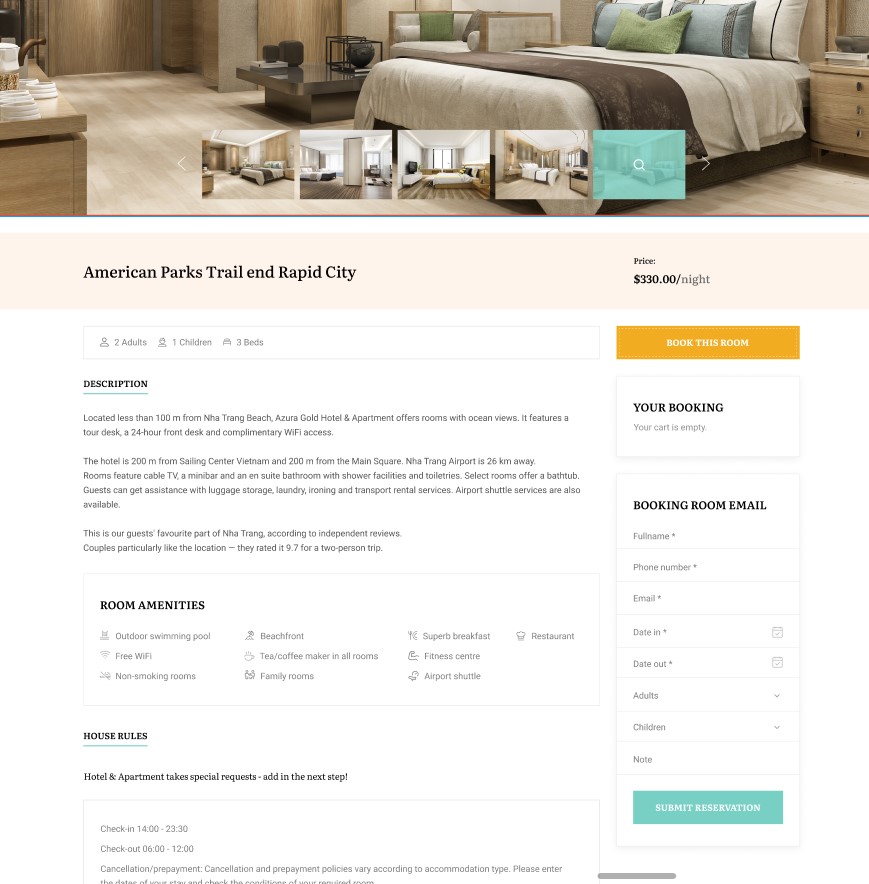 American Parks Trail end Rapid City
Price:
$330.00/night
2 Adults 1 Children 3 Beds
BOOK THIS ROOM
DESCRIPTION
Located less than 100 m from Nha Trang Beach, Azura Gold Hotel & Apartment offers rooms with ocean views. It features a
tour desk, a 24-hour front desk and complimentary WiFi access.
The hotel is 200 m from Sailing Center Vietnam and 200 m from the Main Square. Nha Trang Airport is 26 km away.
Rooms feature cable TV, a minibar and an en suite bathroom with shower facilities and toiletries. Select rooms offer a bathtub.
Guests can get assistance with luggage storage, laundry, ironing and transport rental services. Airport shuttle services are also
available.
This is our guests' favourite part of Nha Trang, according to independent reviews.
Couples particularly like the location — they rated it 9.7 for a two-person trip.
ROOM AMENITIES
Outdoor swimming pool Beachfront Superb breakfast Restaurant
Free WiFi Tea/coffee maker in all rooms Fitness centre
Non-smoking rooms Family rooms Airport shuttle
HOUSE RULES
Hotel & Apartment takes special requests - add in the next step!
Check-in 14:00 - 23:30
Check-out 06:00 - 12:00
Cancellation/prepayment: Cancellation and prepayment policies vary according to accommodation type. Please enter
the dates of your stay and check the conditions of your required room.
YOUR BOOKING
Your cart is empty.
BOOKING ROOM EMAIL
Fullname *
Phone number *
Email *
Date in *
Date out *
Adults
Children
Note
SUBMIT RESERVATION